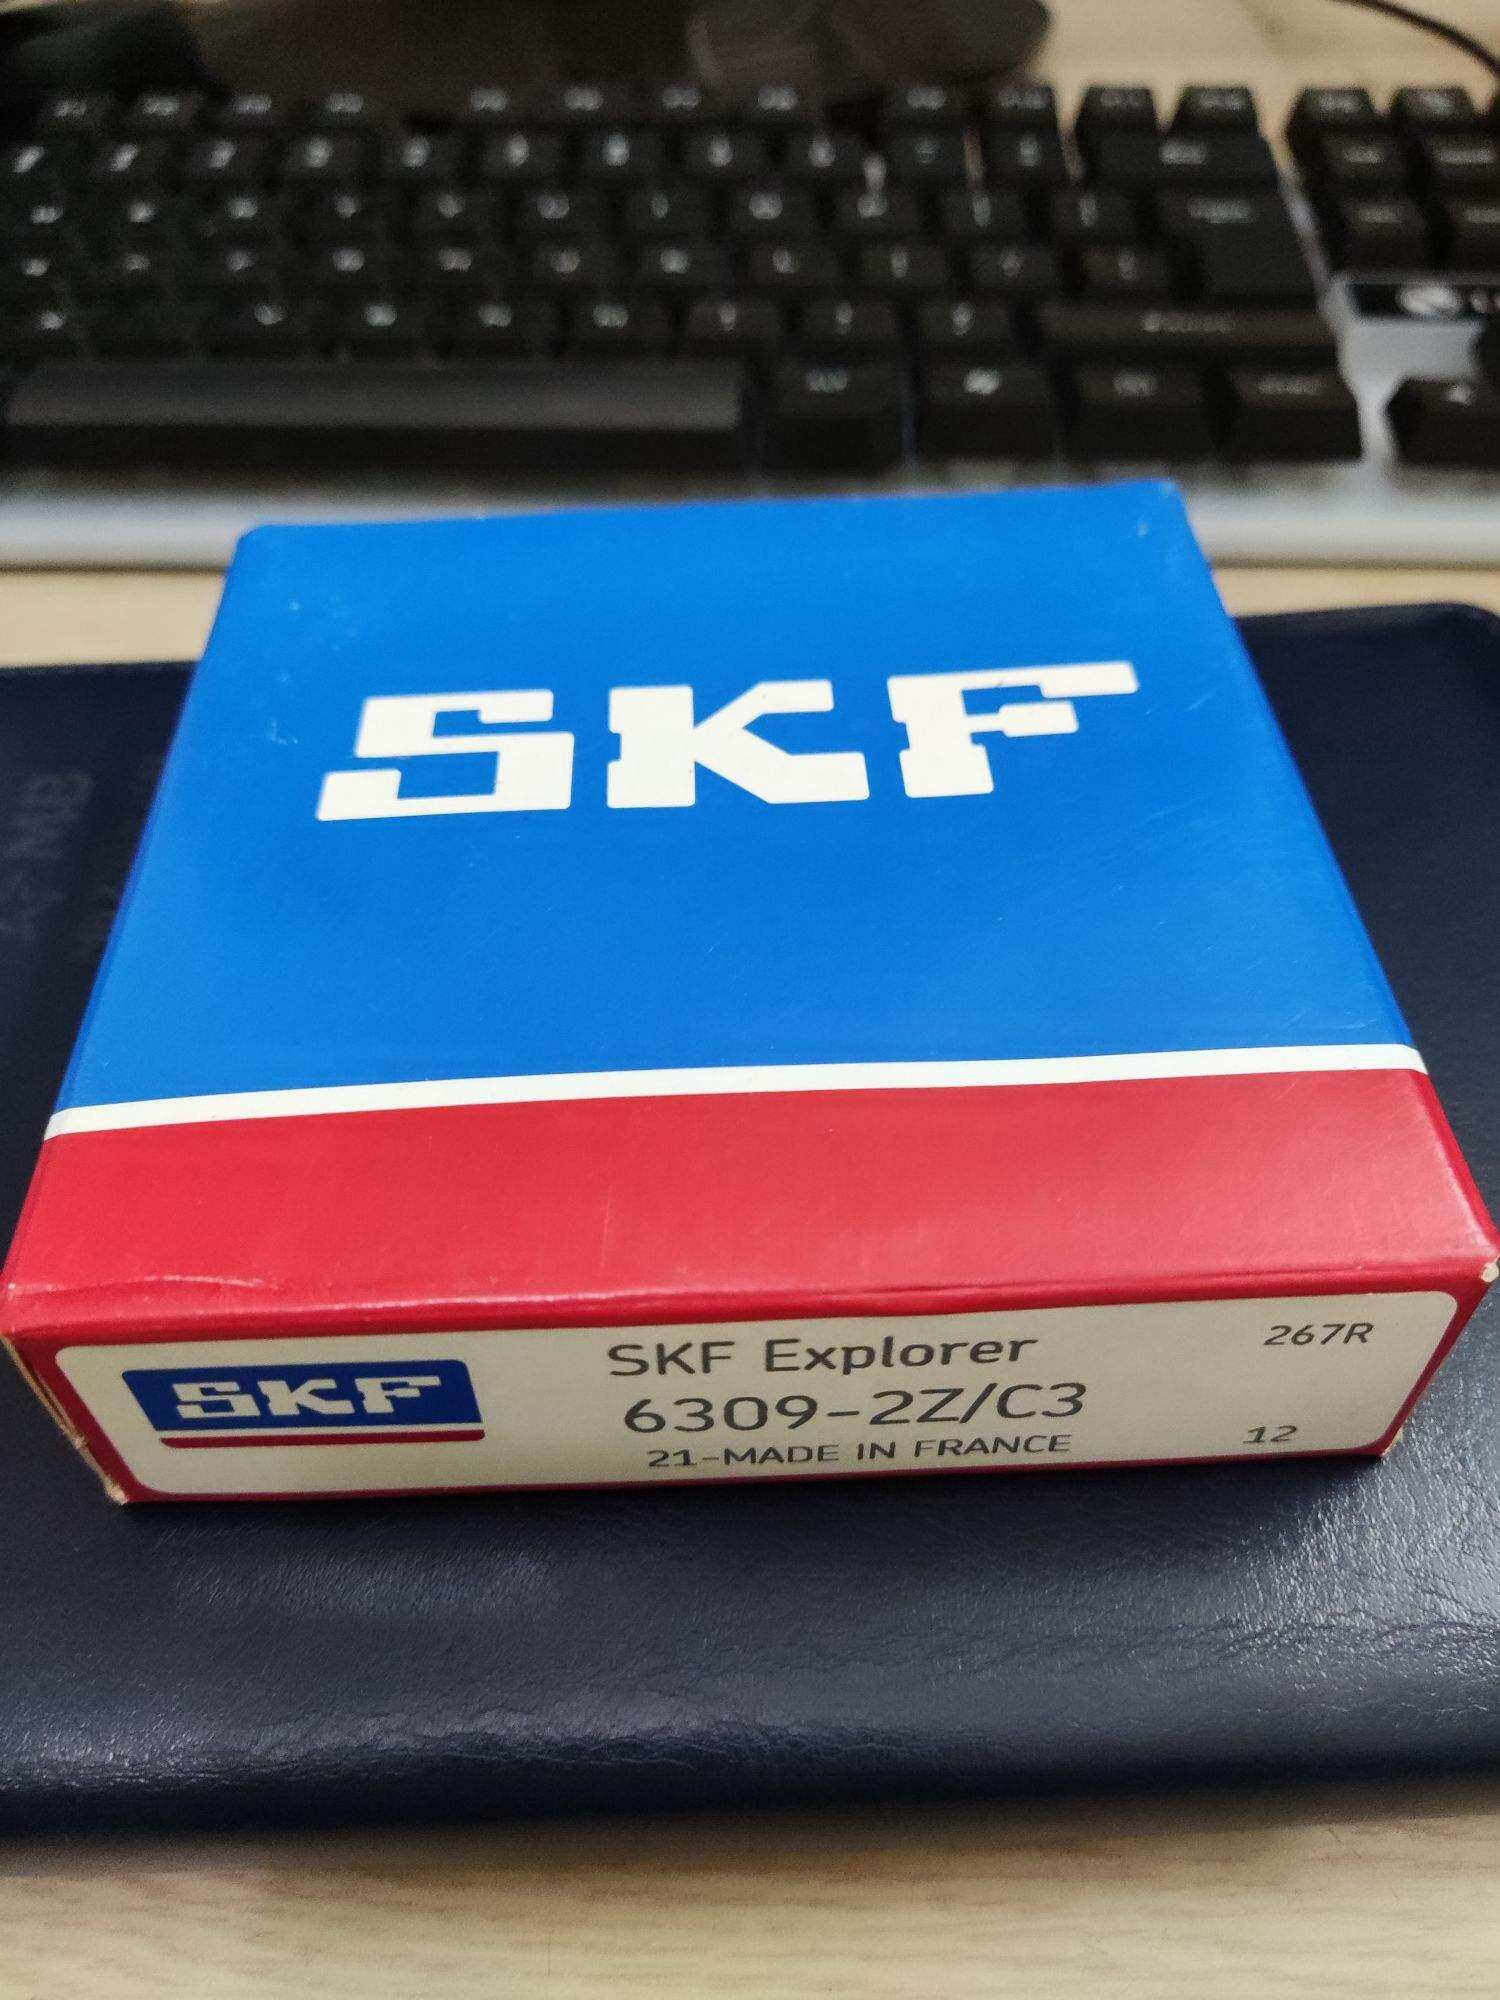 SKF
SKF
SKF Explorer
267R
6309-2Z/C3
21-MADE IN FRANCE
12